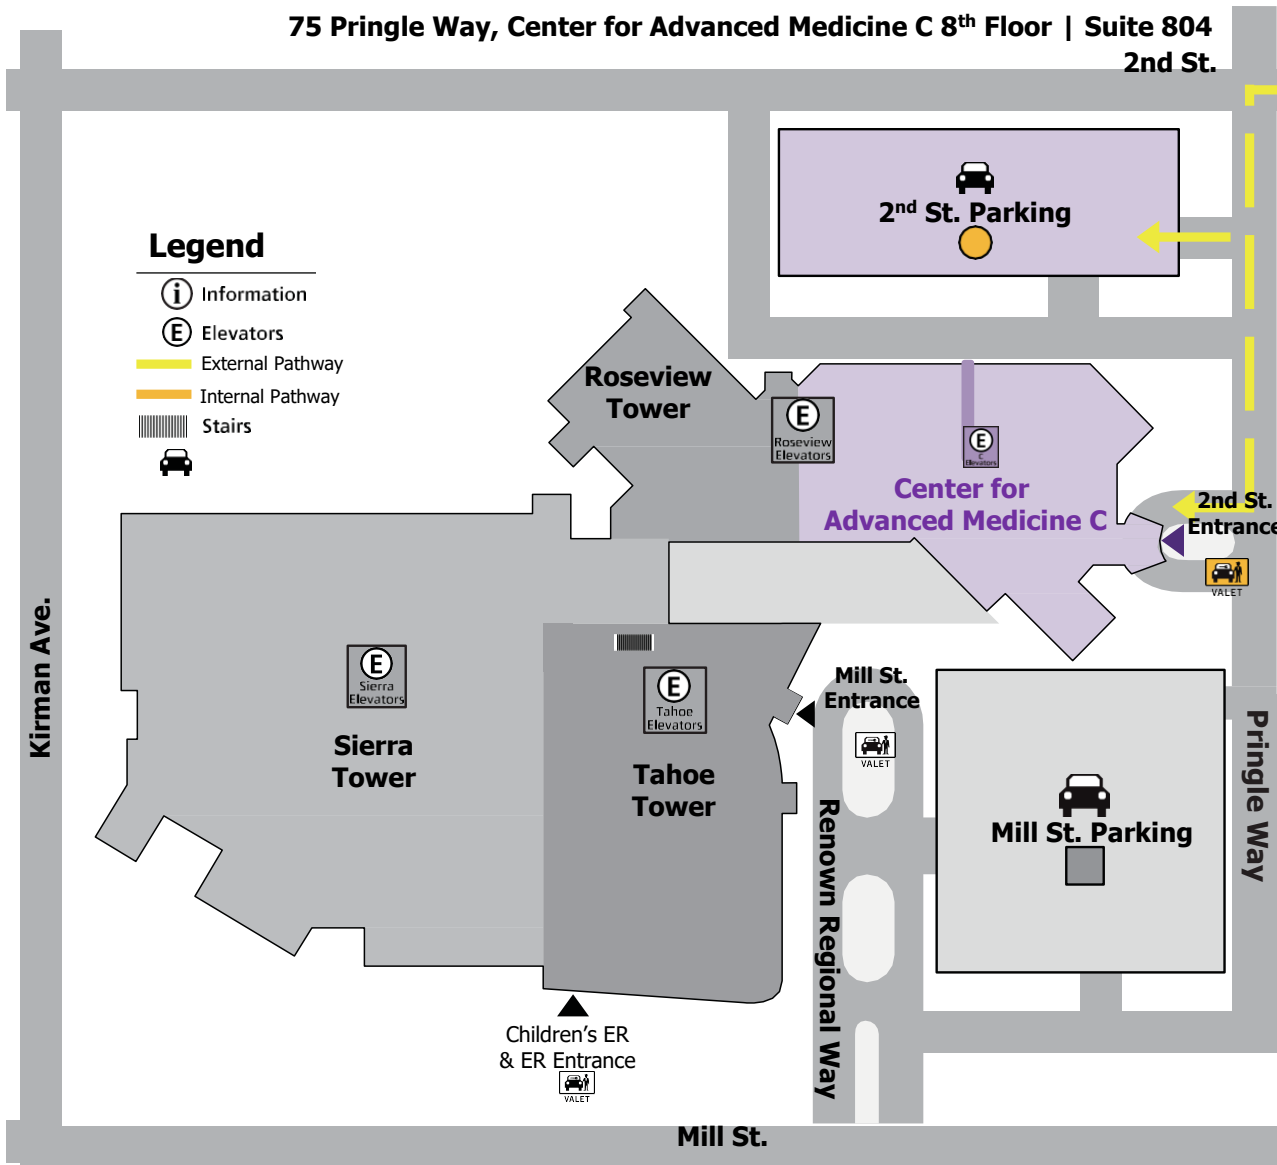 75 Pringle Way, Center for Advanced Medicine C 8th Floor | Suite 804
2nd St.
2nd St. Parking
Legend
i Information
E Elevators
External Pathway
Internal Pathway
Stairs
Roseview
Tower
E
Roseview
Elevators
E
C
Elevators
Center for
Advanced Medicine C
2nd St.
Entrance
VALET
Kirman Ave.
E
Sierra
Elevators
Sierra
Tower
E
Tahoe
Elevators
Tahoe
Tower
Mill St.
Entrance
VALET
Renown Regional Way
Mill St. Parking
Pringle Way
Children’s ER
& ER Entrance
VALET
Mill St.